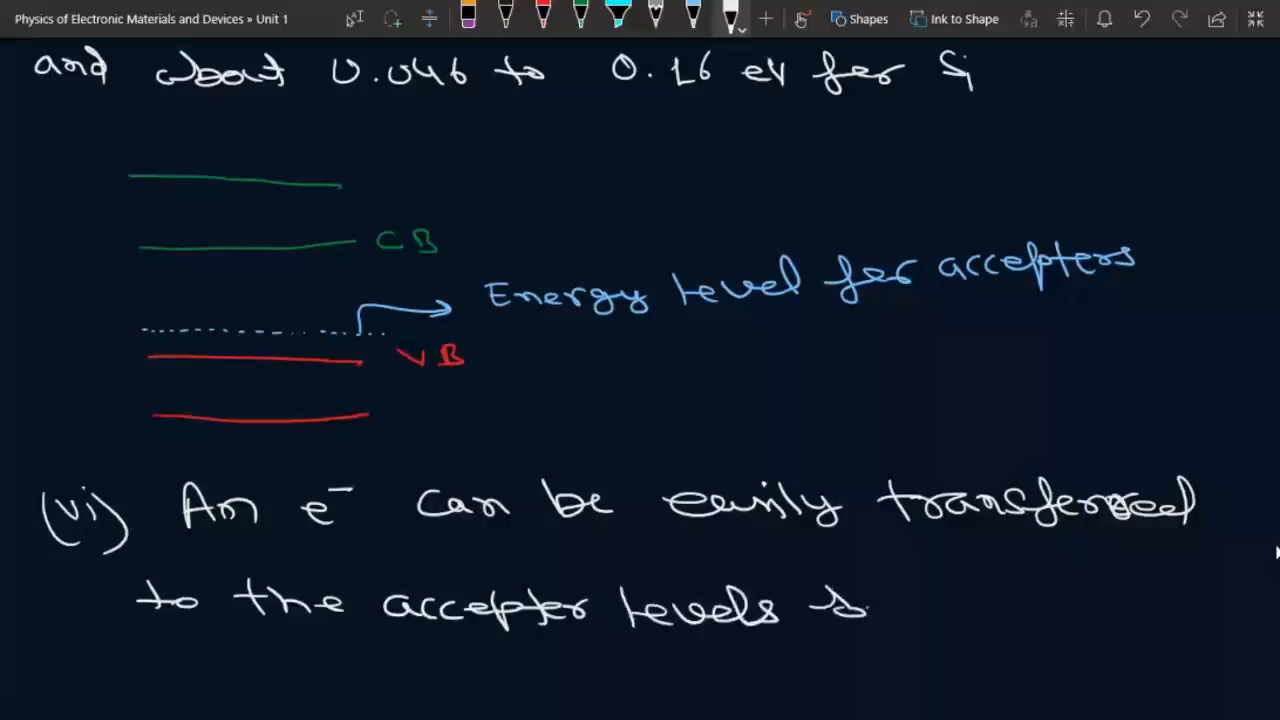 Physics of Electronic Materials and Devices » Unit 1
Shapes
Ink to Shape
and about 0.046 to 0.16 eV for Si
CB
Energy level for accepters
VB
(vi) An e⁻ can be easily transferred
to the accepter levels s